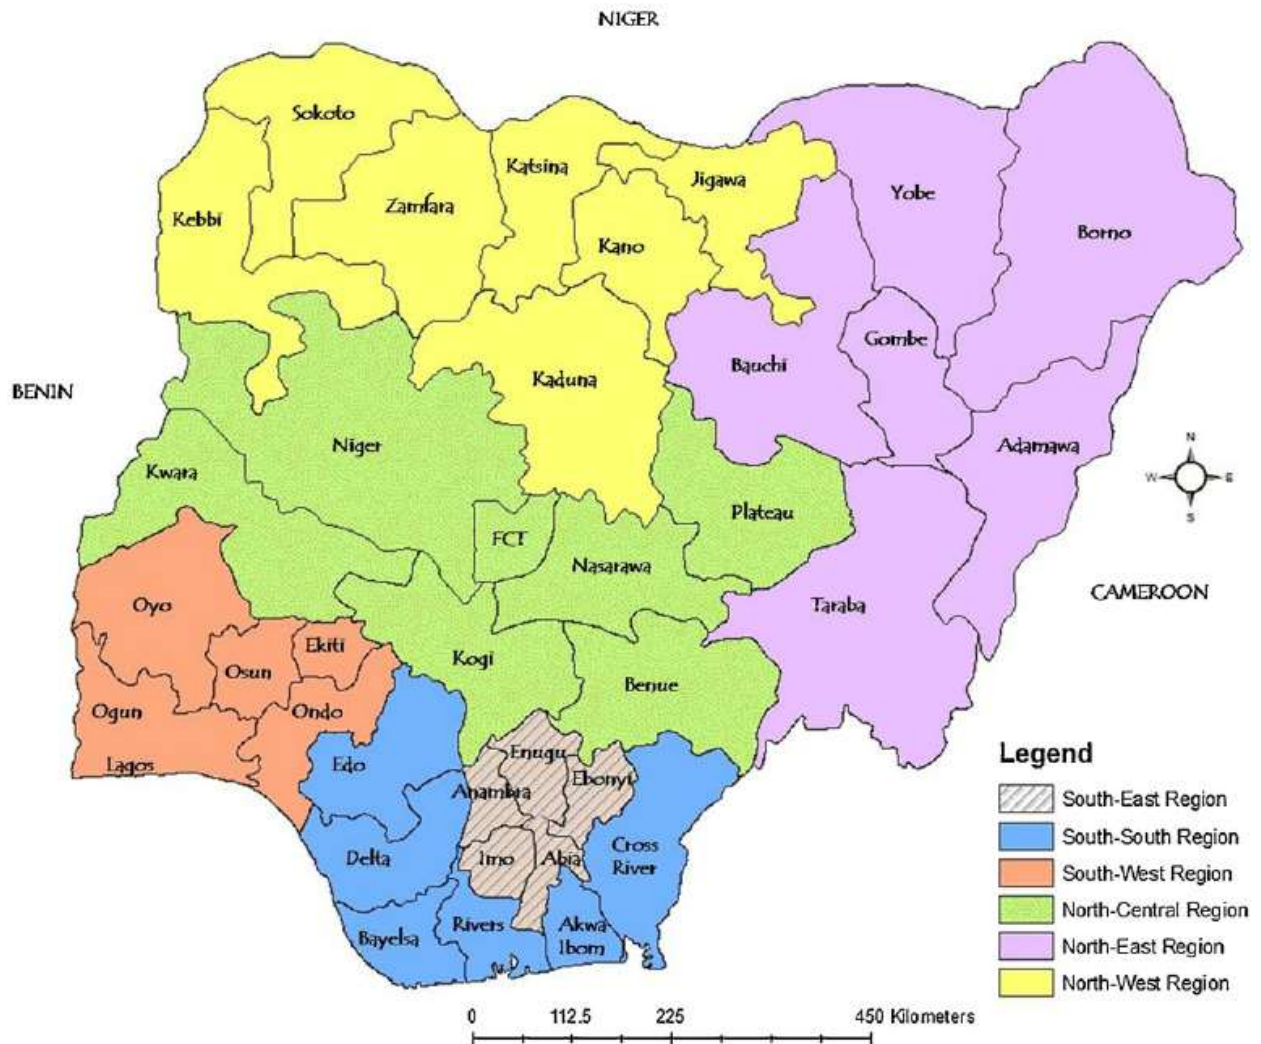 NIGER
Sokoto
Katsina
Jigawa
Yobe
Zamfara
Kebbi
Borno
Kano
Gombe
Bauchi
Kaduna
BENIN
Niger
Adamawa
N
Kwara
W
E
S
Plateau
FCT
Nasarawa
CAMEROON
Oyo
Taraba
Ekiti
Kogi
Osun
Benue
Ogun
Ondo
Enugu
Legend
Lagos
Edo
Ebonyi
Anambra
South-East Region
South-South Region
Delta
Imo
Abia
Cross
River
South-West Region
North-Central Region
Rivers
Akwa
Ibom
Bayelsa
North-East Region
North-West Region
0 112.5 225 450 Kilometers